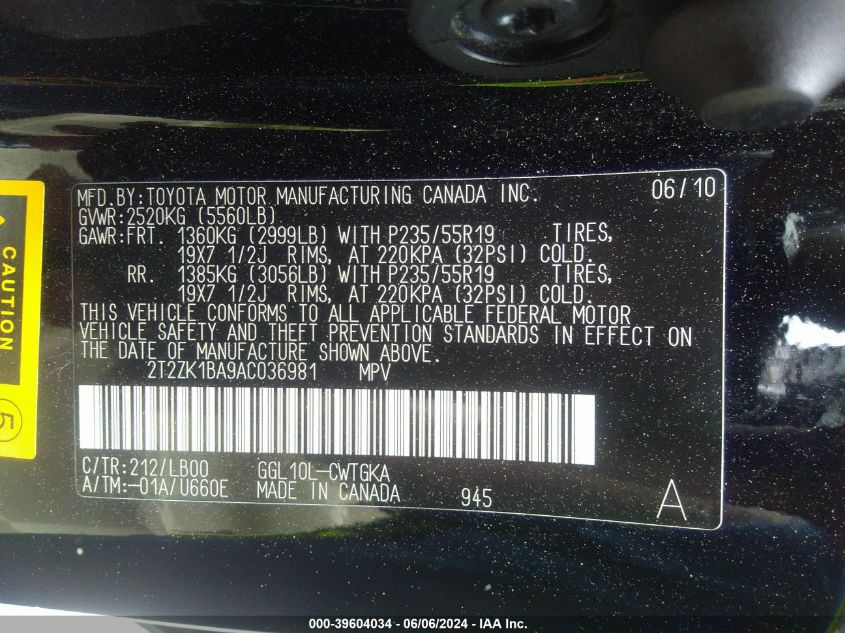 MFD.BY:TOYOTA MOTOR MANUFACTURING CANADA INC. 06/10
GVWR:2520KG (5560LB)
GAWR:FRT. 1360KG (2999LB) WITH P235/55R19 TIRES,
19X7 1/2J RIMS, AT 220KPA (32PSI) COLD.
RR. 1385KG (3056LB) WITH P235/55R19 TIRES,
19X7 1/2J RIMS, AT 220KPA (32PSI) COLD.
THIS VEHICLE CONFORMS TO ALL APPLICABLE FEDERAL MOTOR
VEHICLE SAFETY AND THEFT PREVENTION STANDARDS IN EFFECT ON
THE DATE OF MANUFACTURE SHOWN ABOVE.
2T2ZK1BA9AC036981 MPV
C/TR:212/LB00 GGL10L-CWTGKA
A/TM:-01A/U660E MADE IN CANADA 945 A
CAUTION
5
000-39604034 - 06/06/2024 - IAA Inc.